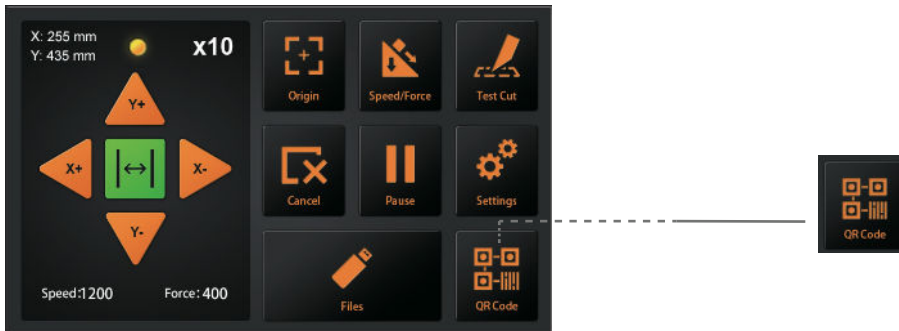 X: 255 mm
Y: 435 mm
x10
Y+
X+
X-
Y-
Speed:1200
Force: 400
Origin
Speed/Force
Test Cut
Cancel
Pause
Settings
Files
QR Code
QR Code